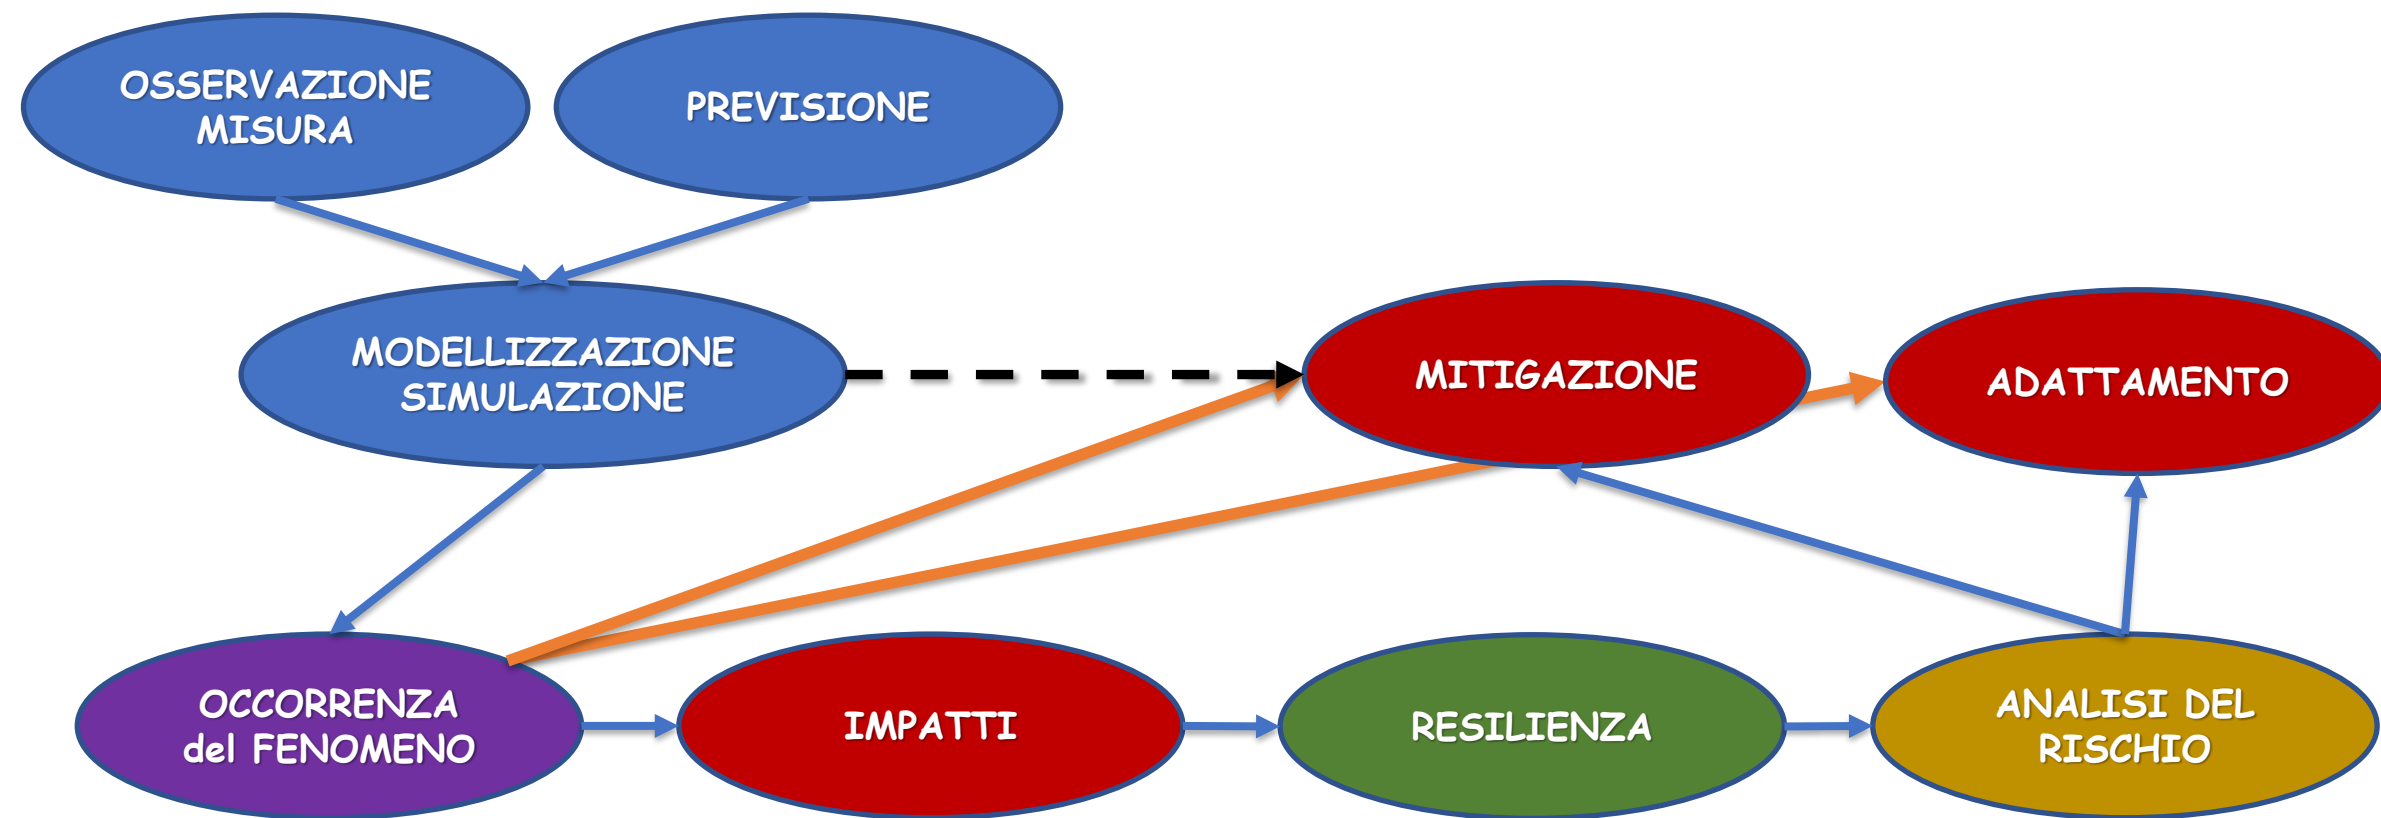 OSSERVAZIONE
MISURA
PREVISIONE
MODELLIZZAZIONE
SIMULAZIONE
MITIGAZIONE
ADATTAMENTO
OCCORRENZA
del FENOMENO
IMPATTI
RESILIENZA
ANALISI DEL
RISCHIO